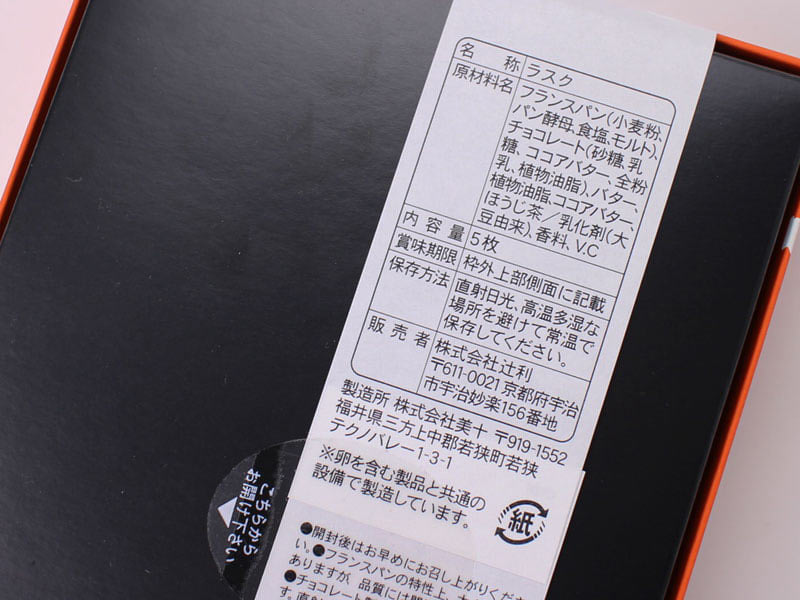 名称 ラスク
原材料名 フランスパン(小麦粉、
パン酵母、食塩、モルト)、
チョコレート(砂糖、乳
糖、ココアバター、全粉
乳、植物油脂)、バター、
植物油脂、ココアバター、
ほうじ茶/乳化剤(大
豆由来)、香料、V.C
内容量 5枚
賞味期限 枠外上部側面に記載
保存方法 直射日光、高温多湿な
場所を避けて常温で
保存してください。
販売者 株式会社辻利
〒611-0021 京都府宇治
市宇治妙楽156番地
製造所 株式会社美十 〒919-1552
福井県三方上中郡若狭町若狭
テクノバレー1-3-1
※卵を含む製品と共通の
設備で製造しています。
紙
こちらから
お開け下さい
●開封後はお早めにお召し上がりくだ
い。●フランスパンの特性上、
ありますが 品質には
●チョコレート
す。直射